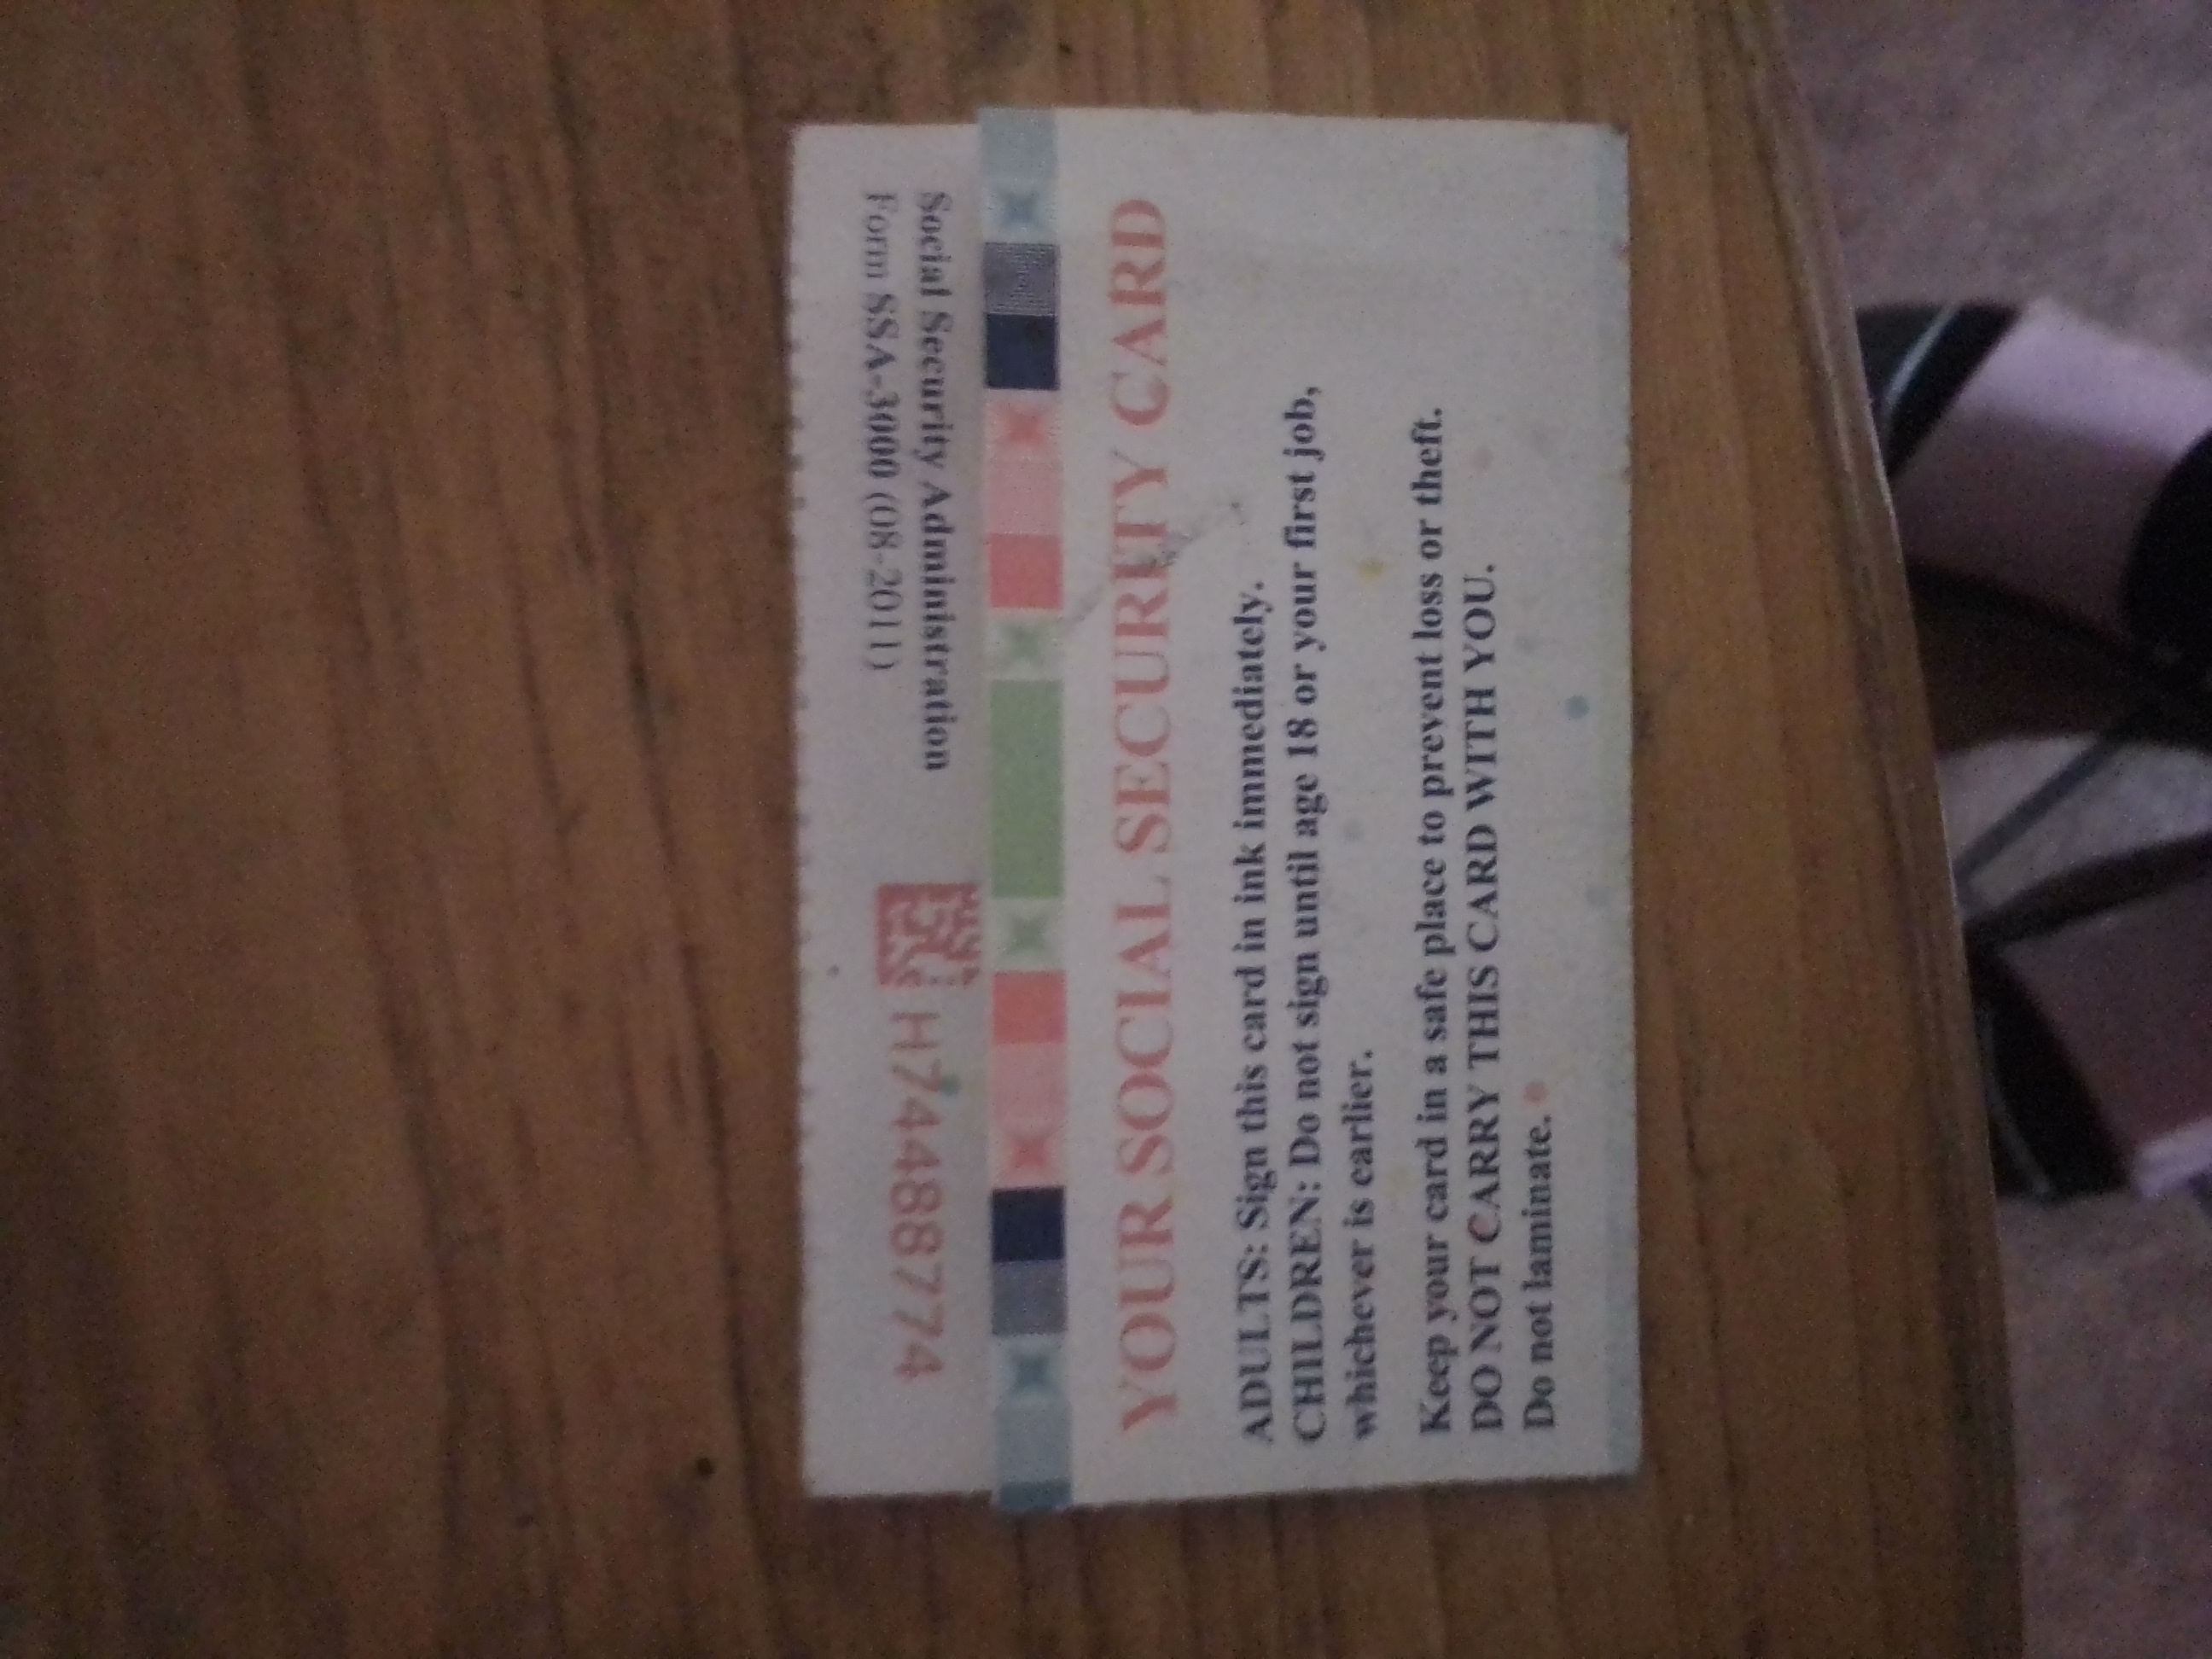 Social Security Administration
Form SSA-3000 (08-2011)
H74488774
YOUR SOCIAL SECURITY CARD
ADULTS: Sign this card in ink immediately.
CHILDREN: Do not sign until age 18 or your first job,
whichever is earlier.
Keep your card in a safe place to prevent loss or theft.
DO NOT CARRY THIS CARD WITH YOU.
Do not laminate.